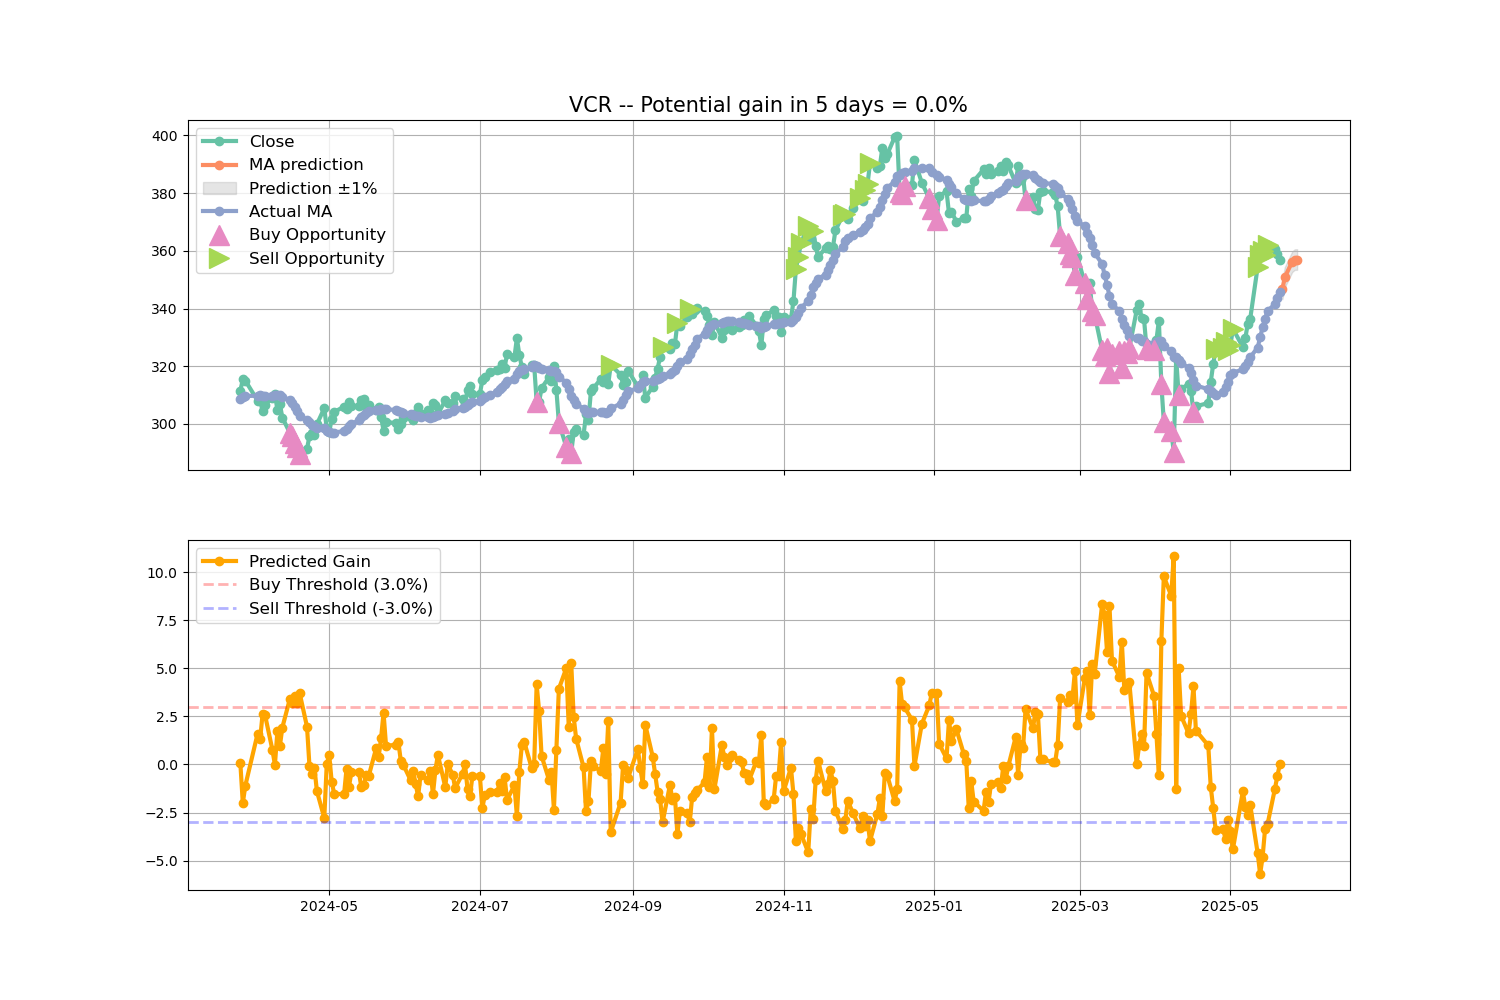 VCR -- Potential gain in 5 days = 0.0%
400
380
360
340
320
300
Close
MA prediction
Prediction ±1%
Actual MA
Buy Opportunity
Sell Opportunity
10.0
7.5
5.0
2.5
0.0
−2.5
−5.0
Predicted Gain
Buy Threshold (3.0%)
Sell Threshold (-3.0%)
2024-05
2024-07
2024-09
2024-11
2025-01
2025-03
2025-05